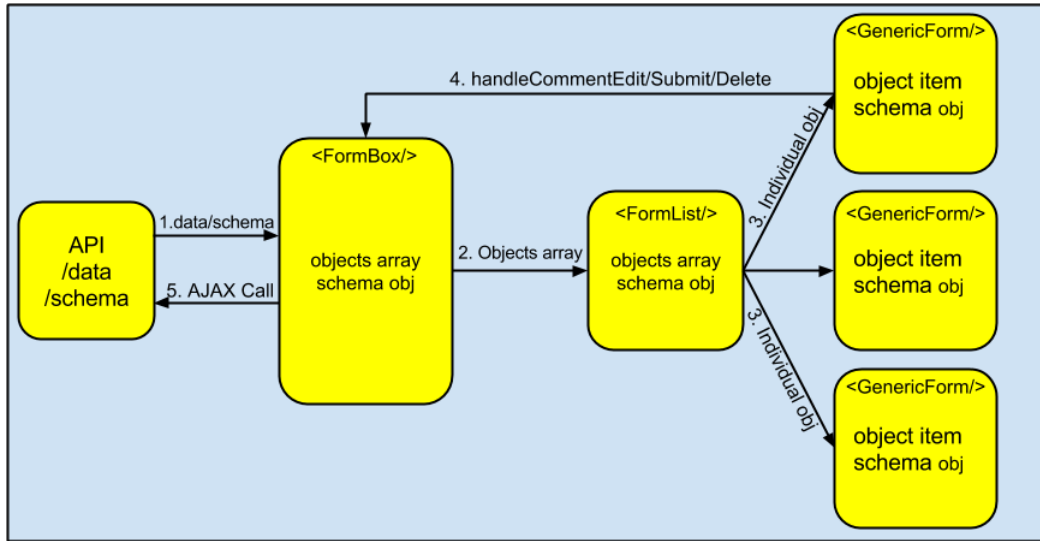 <GenericForm/>
object item
schema obj
4. handleCommentEdit/Submit/Delete
<FormBox/>
objects array
schema obj
API
/data
/schema
1.data/schema
5. AJAX Call
2. Objects array
<FormList/>
objects array
schema obj
3. Individual obj
<GenericForm/>
object item
schema obj
3. Individual obj
<GenericForm/>
object item
schema obj